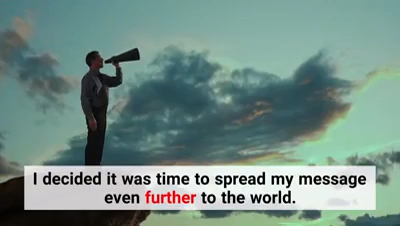 I decided it was time to spread my message
even further to the world.